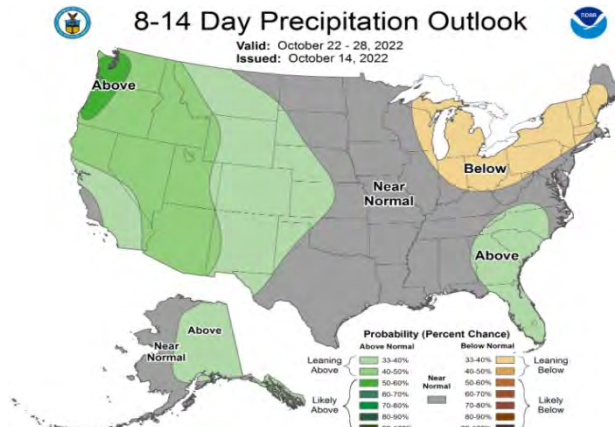 8-14 Day Precipitation Outlook
Valid: October 22 - 28, 2022
Issued: October 14, 2022
NOAA
Above
Below
Near
Normal
Above
Above
Near
Normal
Probability (Percent Chance)
Above Normal
Below Normal
Leaning
Above
33-40%
40-50%
Likely
Above
50-60%
60-70%
70-80%
80-90%
Near
Normal
33-40%
40-50%
Leaning
Below
50-60%
60-70%
70-80%
80-90%
Likely
Below